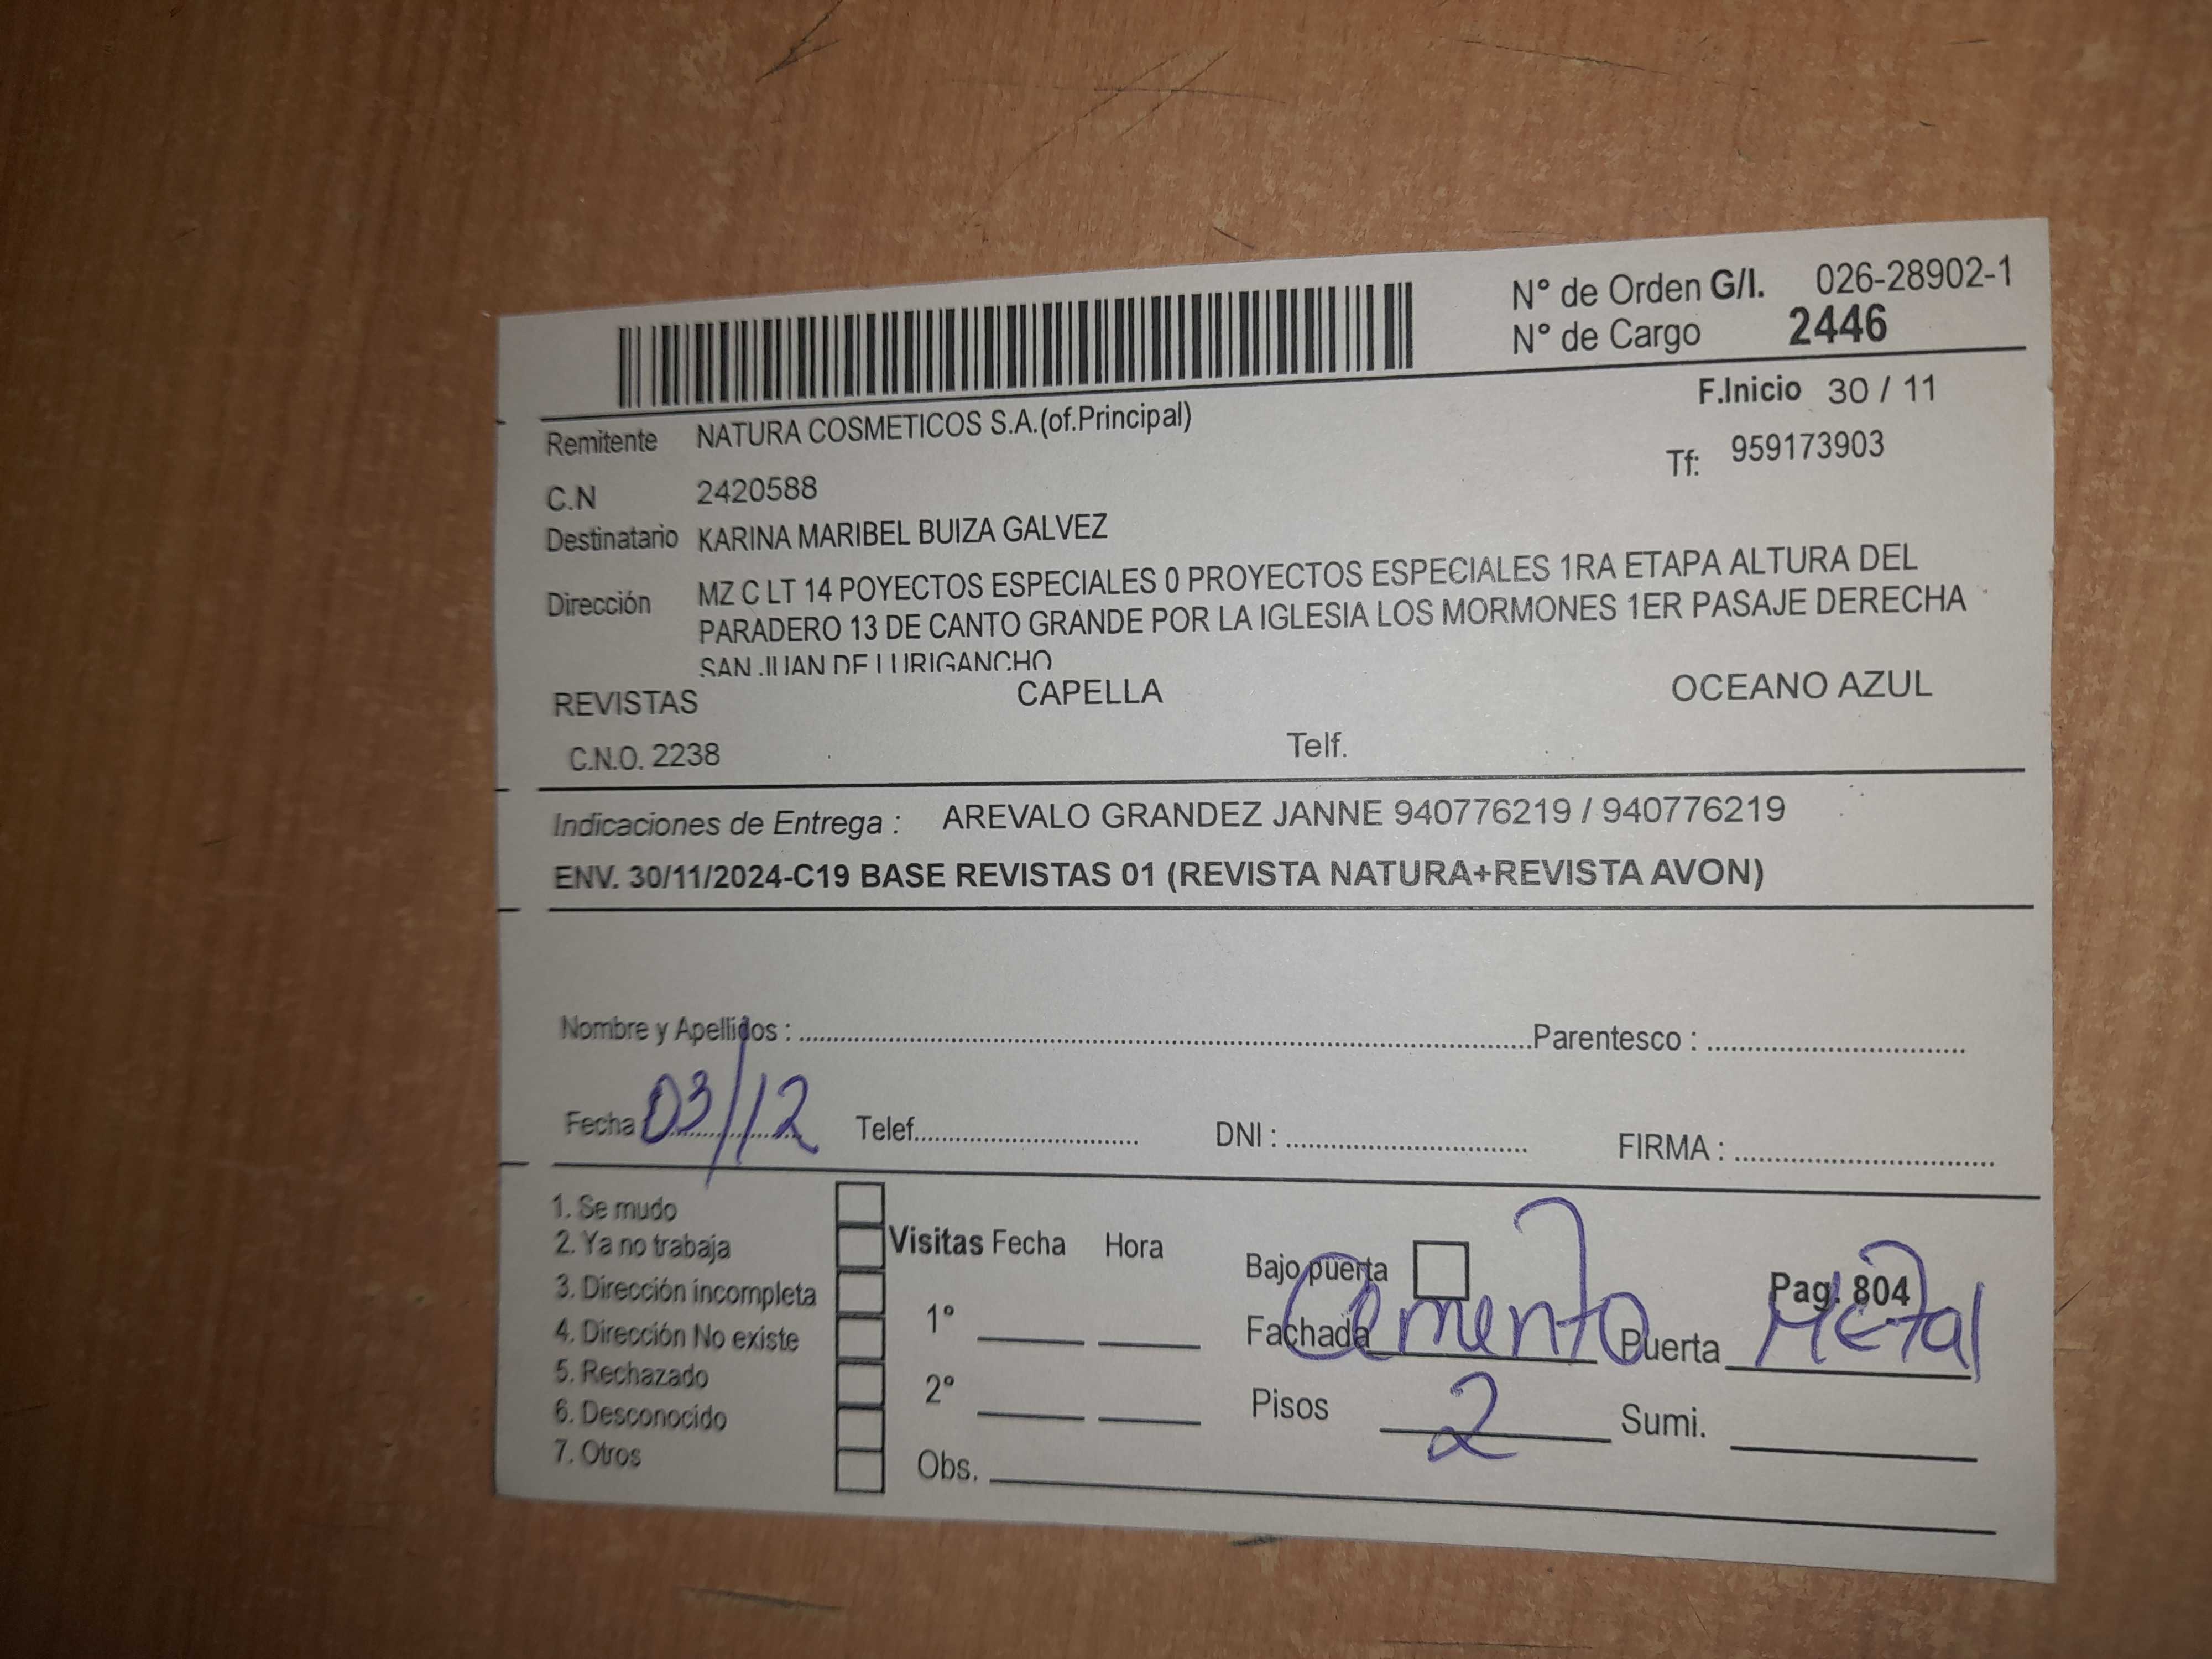 N° de Orden G/I. 026-28902-1
N° de Cargo 2446
F.Inicio 30 / 11
Remitente NATURA COSMETICOS S.A.(of.Principal)
Tf: 959173903
C.N 2420588
Destinatario KARINA MARIBEL BUIZA GALVEZ
Dirección MZ C LT 14 POYECTOS ESPECIALES 0 PROYECTOS ESPECIALES 1RA ETAPA ALTURA DEL
PARADERO 13 DE CANTO GRANDE POR LA IGLESIA LOS MORMONES 1ER PASAJE DERECHA
SAN JUAN DE LURIGANCHO
REVISTAS CAPELLA OCEANO AZUL
C.N.O. 2238 Telf.
Indicaciones de Entrega : AREVALO GRANDEZ JANNE 940776219 / 940776219
ENV. 30/11/2024-C19 BASE REVISTAS 01 (REVISTA NATURA+REVISTA AVON)
Nombre y Apellidos : Parentesco :
Fecha 03/12 Telef. DNI : FIRMA :
1. Se mudo
2. Ya no trabaja Visitas Fecha Hora
Bajo puerta Pag. 804
3. Dirección incompleta
1° Fachada Cemento Puerta Metal
4. Dirección No existe
5. Rechazado
2° Pisos 2 Sumi.
6. Desconocido
7. Otros Obs.